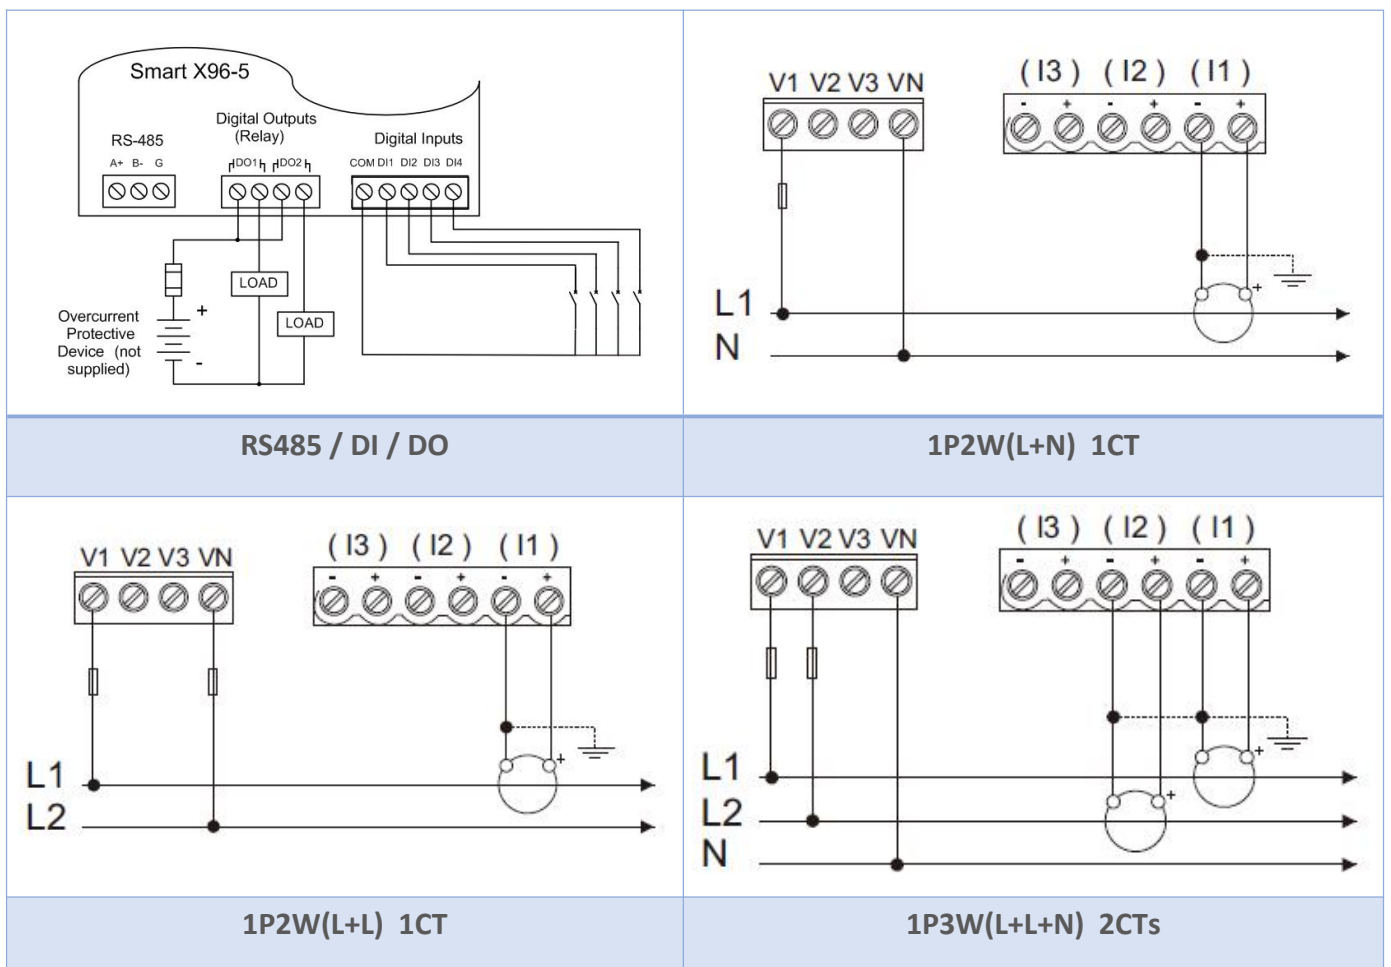 Smart X96-5
Digital Outputs
(Relay)
RS-485
Digital Inputs
A+ B- G
DO1 DO2
COM DI1 DI2 DI3 DI4
LOAD
LOAD
Overcurrent
Protective
Device (not
supplied)
+
-
RS485 / DI / DO
( I3 ) ( I2 ) ( I1 )
V1 V2 V3 VN
- + - + - +
+
L1
N
1P2W(L+N) 1CT
( I3 ) ( I2 ) ( I1 )
V1 V2 V3 VN
- + - + - +
+
L1
L2
1P2W(L+L) 1CT
( I3 ) ( I2 ) ( I1 )
V1 V2 V3 VN
- + - + - +
+
L1
+
L2
N
1P3W(L+L+N) 2CTs